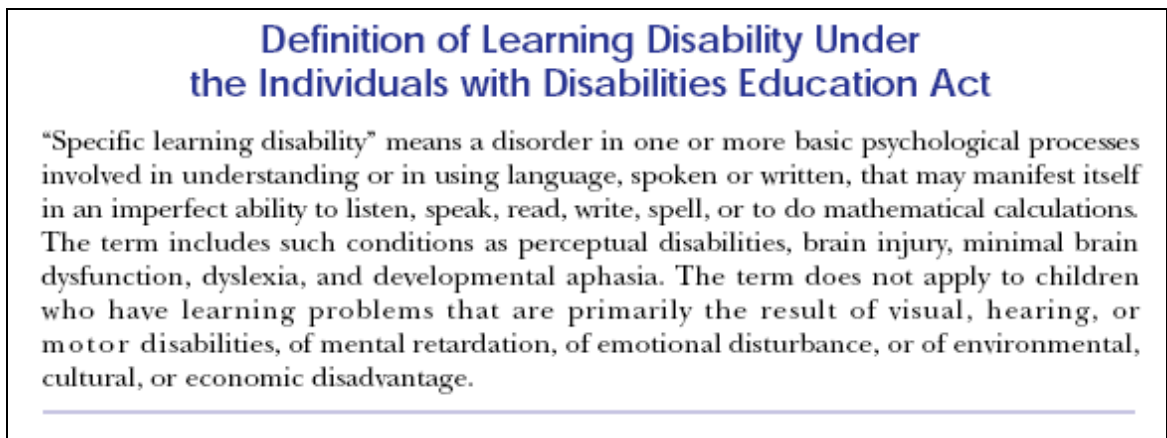 Definition of Learning Disability Under
the Individuals with Disabilities Education Act
“Specific learning disability” means a disorder in one or more basic psychological processes
involved in understanding or in using language, spoken or written, that may manifest itself
in an imperfect ability to listen, speak, read, write, spell, or to do mathematical calculations.
The term includes such conditions as perceptual disabilities, brain injury, minimal brain
dysfunction, dyslexia, and developmental aphasia. The term does not apply to children
who have learning problems that are primarily the result of visual, hearing, or
motor disabilities, of mental retardation, of emotional disturbance, or of environmental,
cultural, or economic disadvantage.